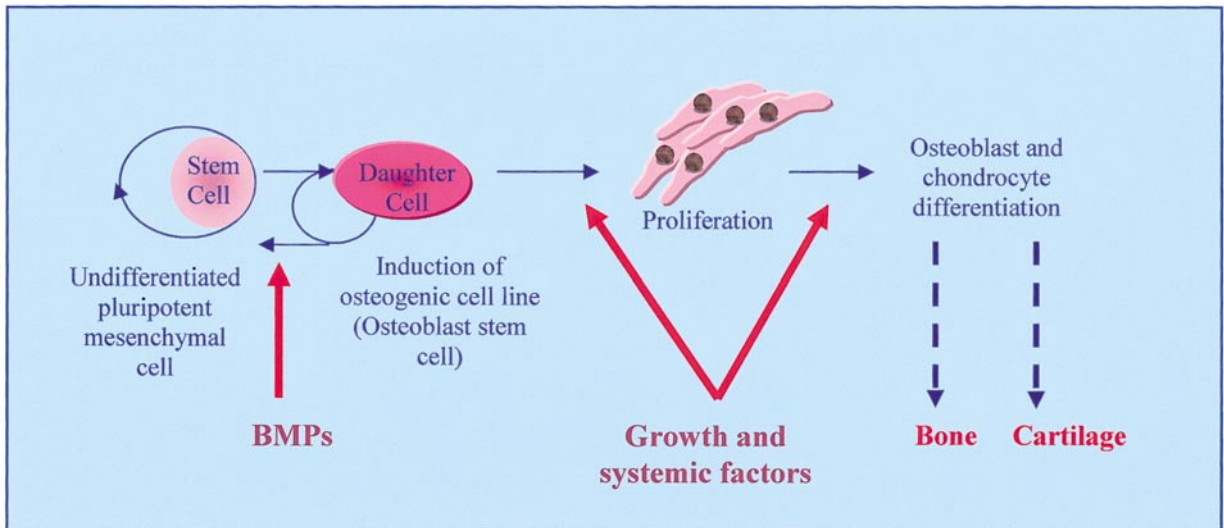 Stem
Cell
Daughter
Cell
Undifferentiated
pluripotent
mesenchymal
cell
Induction of
osteogenic cell line
(Osteoblast stem
cell)
Proliferation
Osteoblast and
chondrocyte
differentiation
BMPs
Growth and
systemic factors
Bone
Cartilage